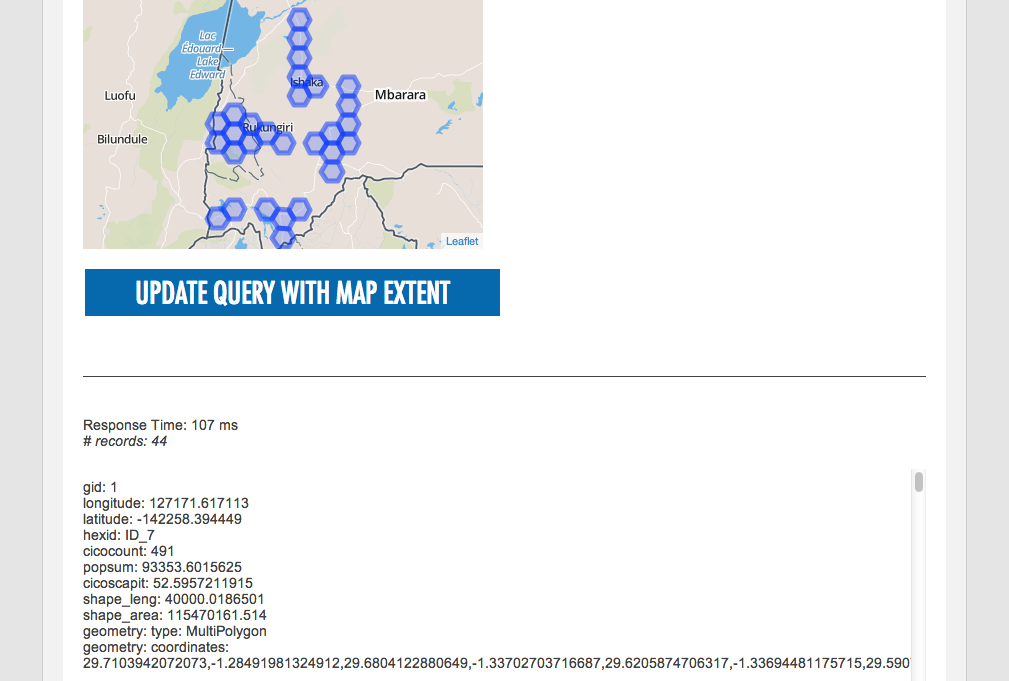 Lac
Édouard—
Lake
Edward
Luofu
Ishaka
Mbarara
Rukungiri
Bilundule
Leaflet
UPDATE QUERY WITH MAP EXTENT
Response Time: 107 ms
# records: 44
gid: 1
longitude: 127171.617113
latitude: -142258.394449
hexid: ID_7
cicocount: 491
popsum: 93353.6015625
cicoscapit: 52.5957211915
shape_leng: 40000.0186501
shape_area: 115470161.514
geometry: type: MultiPolygon
geometry: coordinates:
29.7103942072073,-1.28491981324912,29.6804122880649,-1.33702703716687,29.6205874706317,-1.33694481175715,29.590